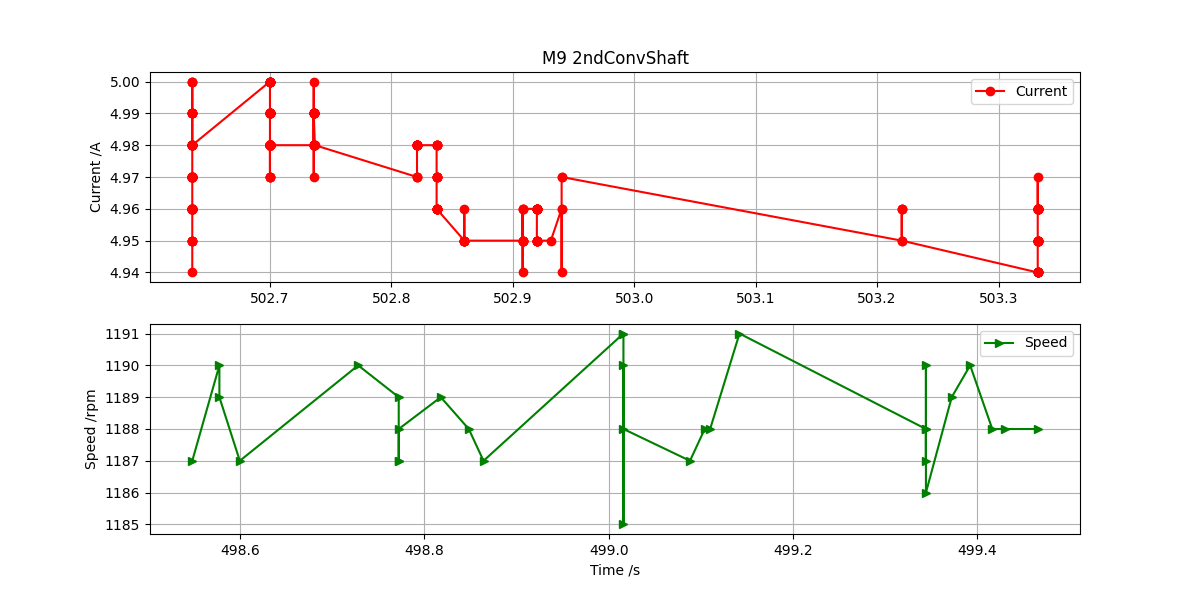 M9 2ndConvShaft
Current /A
5.00
4.99
4.98
4.97
4.96
4.95
4.94
Current
502.7 502.8 502.9 503.0 503.1 503.2 503.3
Speed /rpm
1191
1190
1189
1188
1187
1186
1185
Speed
498.6 498.8 499.0 499.2 499.4
Time /s